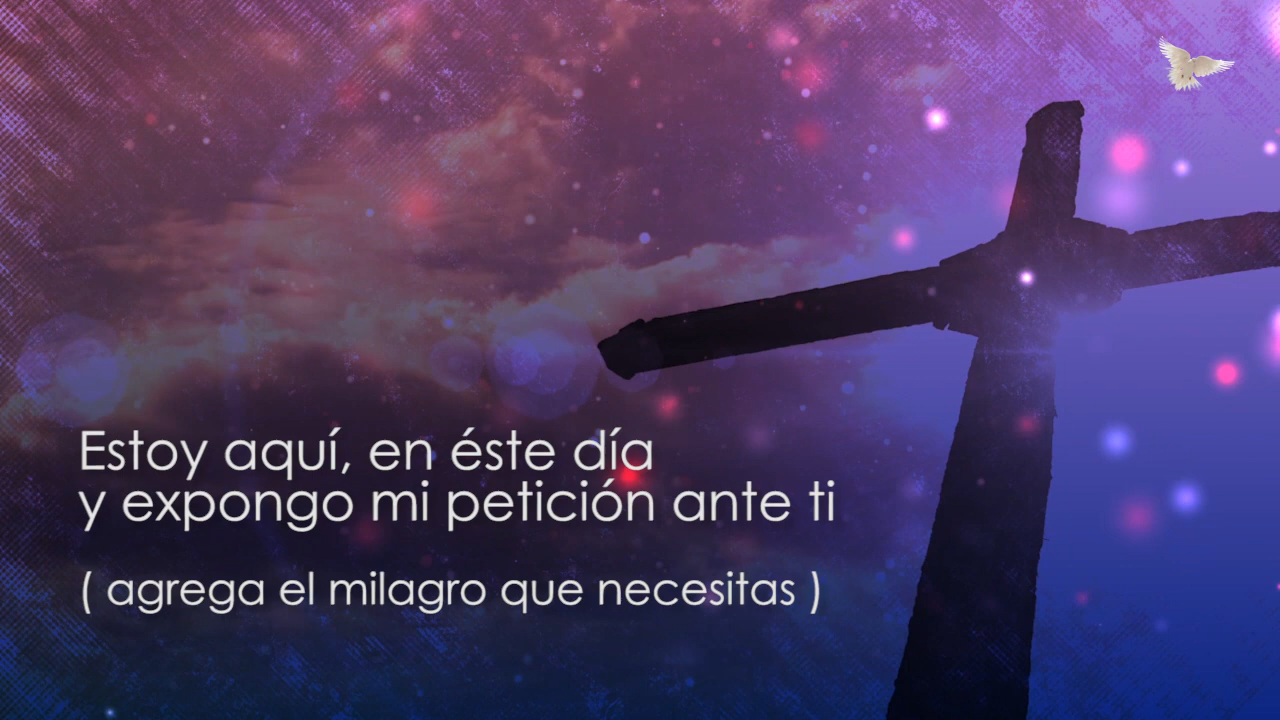 Estoy aquí, en éste día
y expongo mi petición ante ti
( agrega el milagro que necesitas )